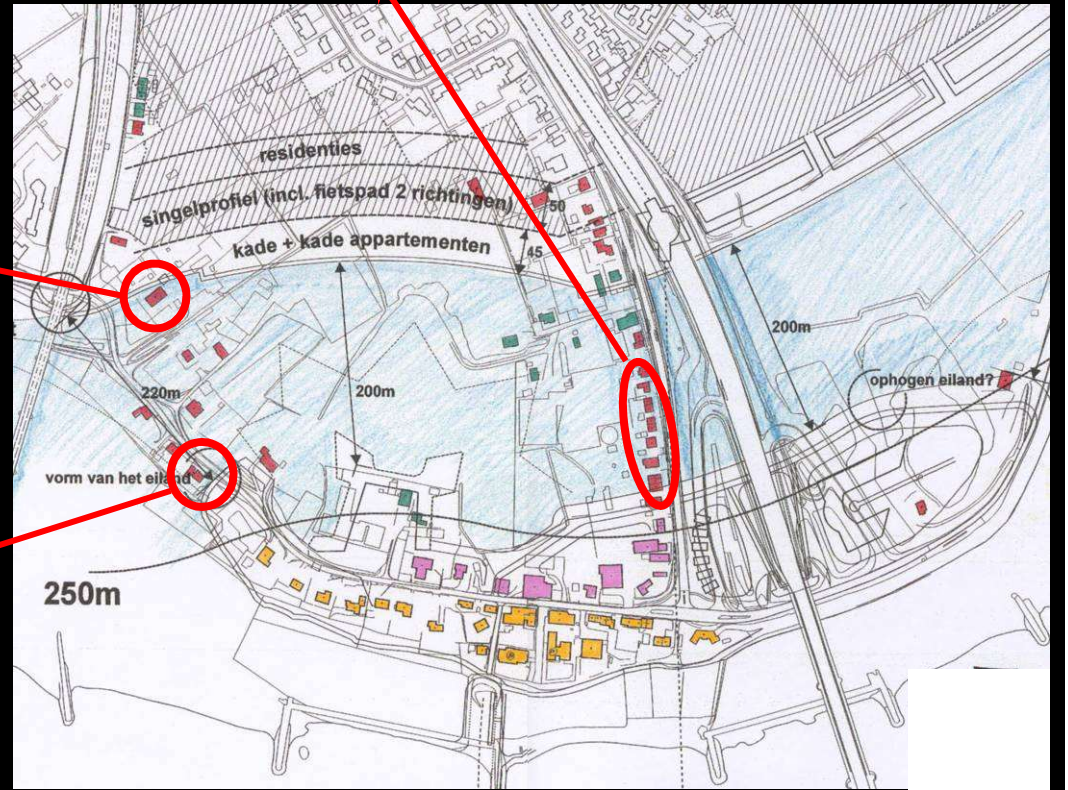 residenties
singelprofiel (incl. fietspad 2 richtingen)
50
kade + kade appartementen
45
200m
ophogen eiland?
220m
200m
vorm van het eiland
250m